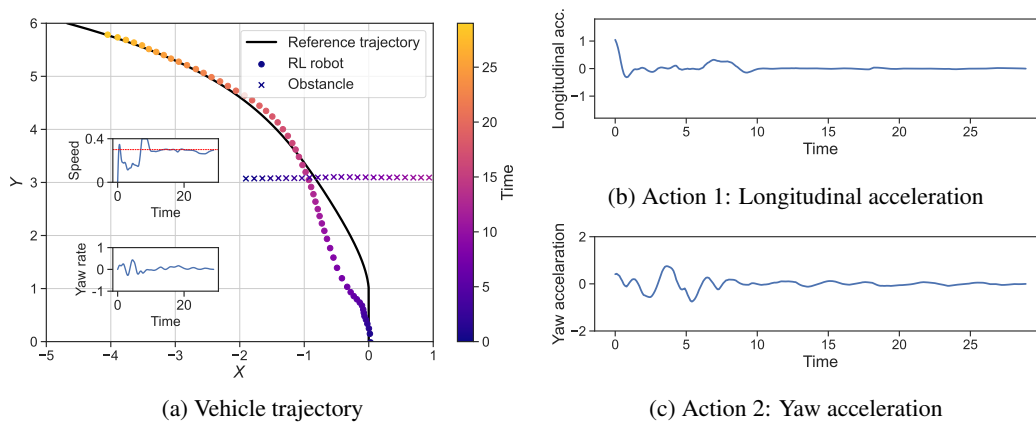 6
5
4
3
2
1
0
Y
−5
−4
−3
−2
−1
0
1
X
Reference trajectory
RL robot
Obstancle
0.4
0
Speed
0
20
Time
1
0
−1
Yaw rate
0
20
Time
25
20
15
10
5
0
Time
(a) Vehicle trajectory
Longitudinal acc.
1
0
−1
0
5
10
15
20
25
Time
(b) Action 1: Longitudinal acceleration
Yaw accelaration
2
0
−2
0
5
10
15
20
25
Time
(c) Action 2: Yaw acceleration